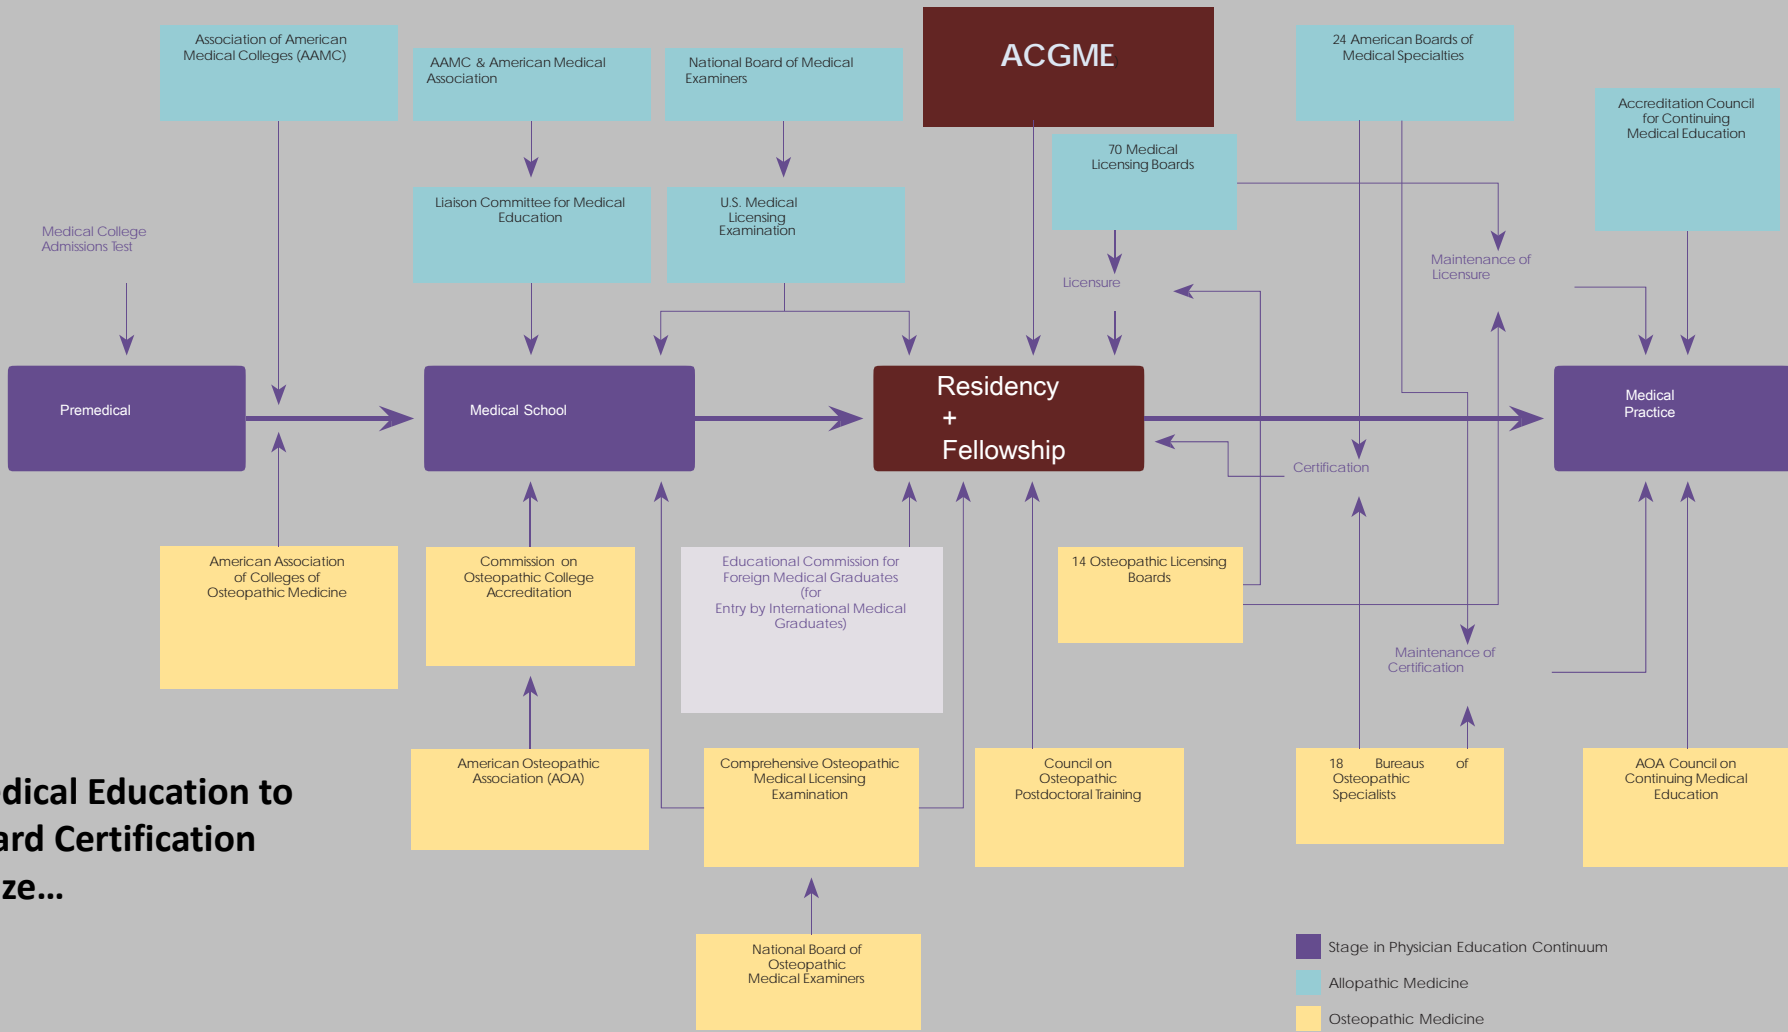 Association of American
Medical Colleges (AAMC)
AAMC & American Medical
Association
National Board of Medical
Examiners
ACGME
24 American Boards of
Medical Specialties
Accreditation Council
for Continuing
Medical Education
70 Medical
Licensing Boards
Liaison Committee for Medical
Education
U.S. Medical
Licensing
Examination
Medical College
Admissions Test
Licensure
Maintenance of
Licensure
Premedical
Medical School
Residency
+
Fellowship
Medical
Practice
Certification
American Association
of Colleges of
Osteopathic Medicine
Commission on
Osteopathic College
Accreditation
Educational Commission for
Foreign Medical Graduates
(for
Entry by International Medical
Graduates)
14 Osteopathic Licensing
Boards
Maintenance of
Certification
American Osteopathic
Association (AOA)
Comprehensive Osteopathic
Medical Licensing
Examination
Council on
Osteopathic
Postdoctoral Training
18 Bureaus of
Osteopathic
Specialists
AOA Council on
Continuing Medical
Education
dical Education to
ard Certification
ze...
National Board of
Osteopathic
Medical Examiners
Stage in Physician Education Continuum
Allopathic Medicine
Osteopathic Medicine